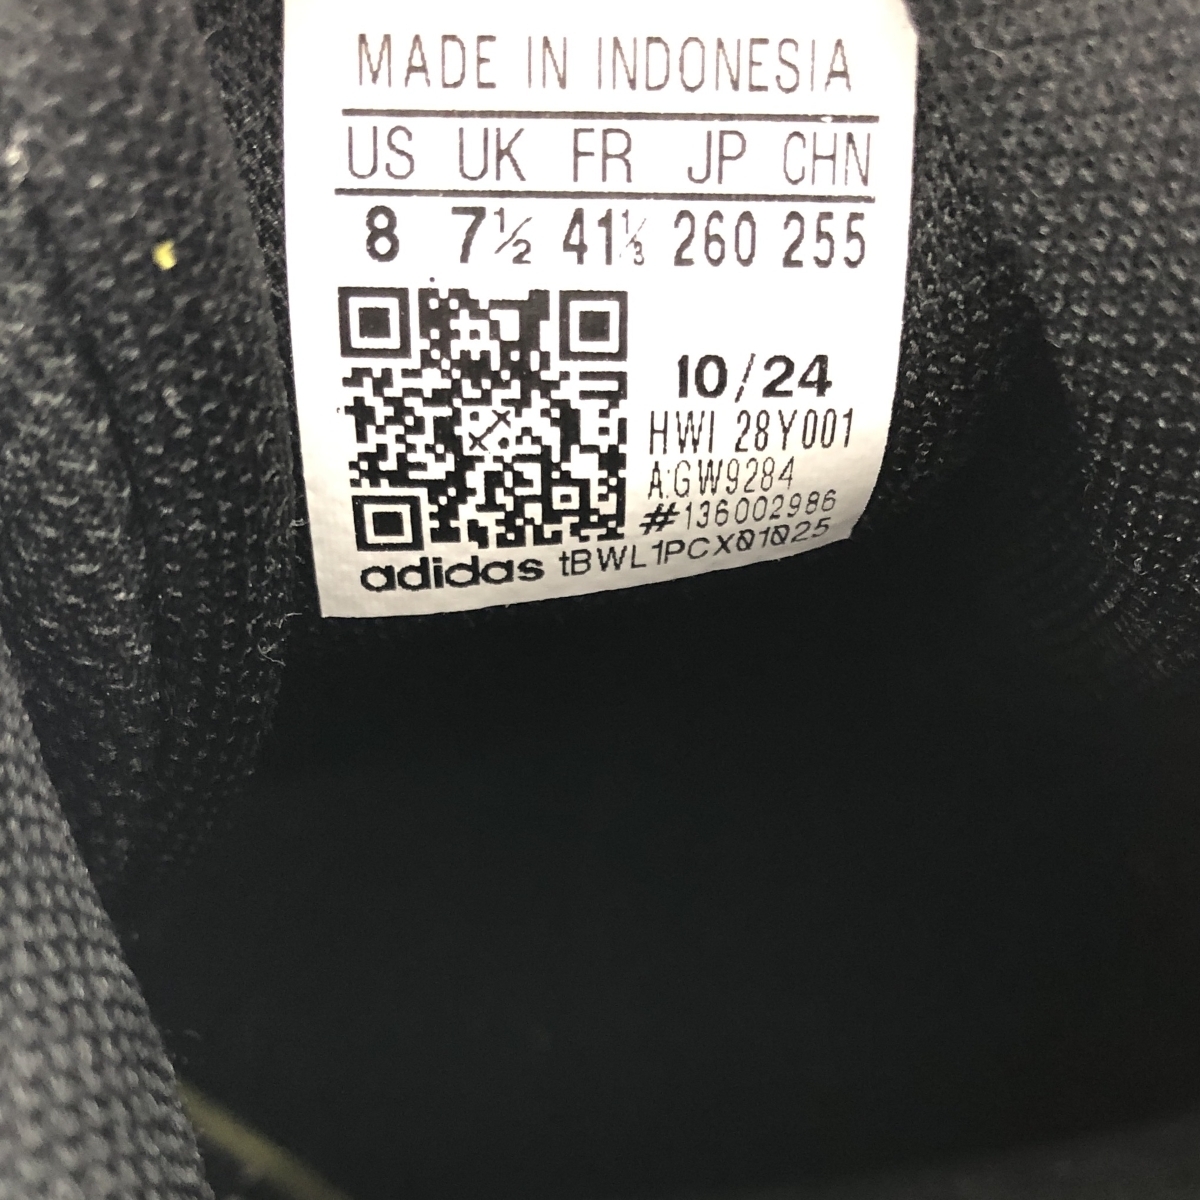 MADE IN INDONESIA
US UK FR JP CHN
8 7½ 41⅓ 260 255
10/24
HWI 28Y001
A:GW9284
#136002986
adidas tBWL1PCX01025